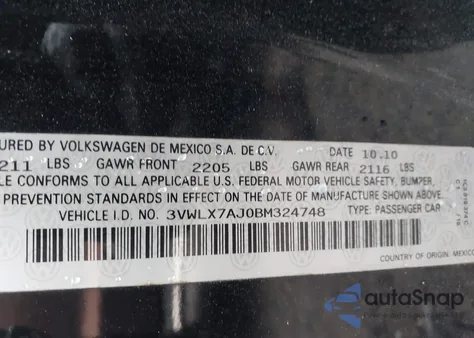 URED BY VOLKSWAGEN DE MEXICO S.A. DE C.V. DATE 10.10
211 LBS GAWR FRONT 2205 LBS GAWR REAR 2116 LBS
LE CONFORMS TO ALL APPLICABLE U.S. FEDERAL MOTOR VEHICLE SAFETY, BUMPER,
PREVENTION STANDARDS IN EFFECT ON THE DATE OF MANUFACTURE SHOWN ABOVE.
VEHICLE I.D. NO. 3VWLX7AJ0BM324748 TYPE: PASSENGER CAR
COUNTRY OF ORIGIN: MEXICO
autoSnap